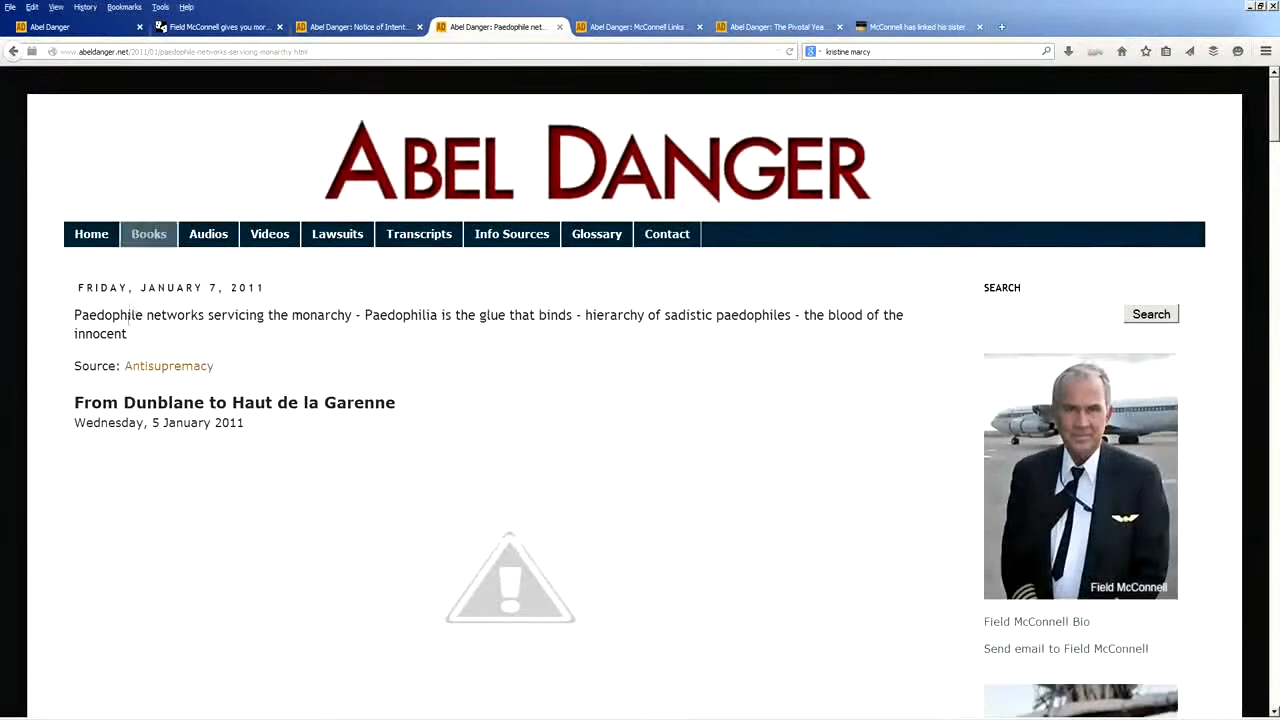 File Edit View History Bookmarks Tools Help
Abel Danger
Field McConnell gives you mor...
Abel Danger: Notice of Intent...
Abel Danger: Paedophile net...
Abel Danger: McConnell Links
Abel Danger: The Pivotal Yea...
McConnell has linked his sister...
www.abeldanger.net/2011/01/paedophile-networks-servicing-monarchy.html
kristine marcy
ABEL DANGER
Home Books Audios Videos Lawsuits Transcripts Info Sources Glossary Contact
FRIDAY, JANUARY 7, 2011
Paedophile networks servicing the monarchy - Paedophilia is the glue that binds - hierarchy of sadistic paedophiles - the blood of the
innocent
Source: Antisupremacy
From Dunblane to Haut de la Garenne
Wednesday, 5 January 2011
SEARCH
Search
Field McConnell
Field McConnell Bio
Send email to Field McConnell